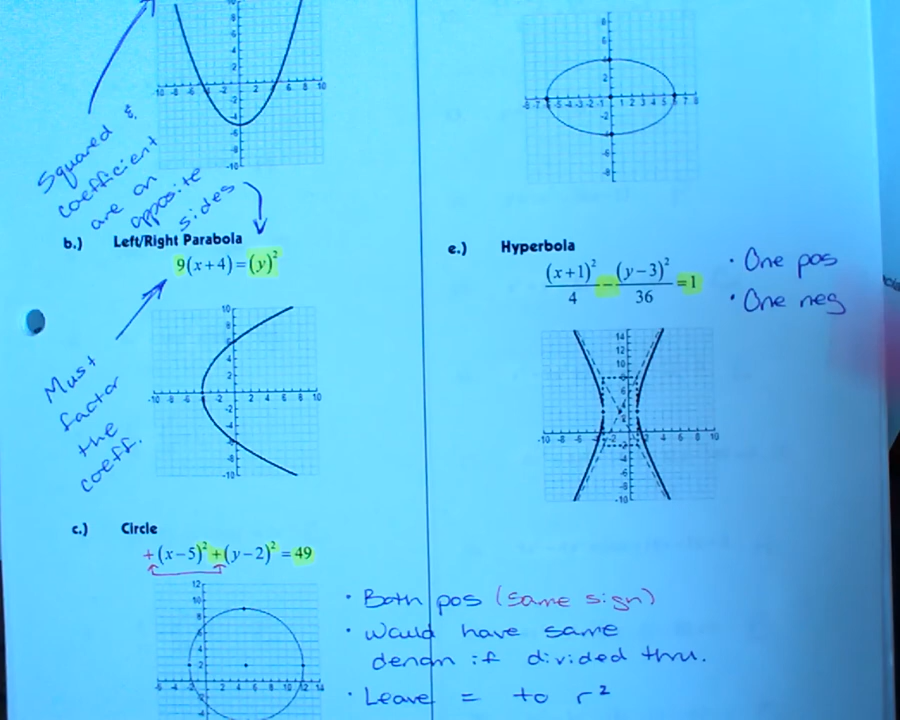 Squared &
coefficient
are on
opposite
sides
b.) Left/Right Parabola
9(x+4)=(y)²
Must
factor
the
coeff.
c.) Circle
+(x−5)²+(y−2)²=49
• Both pos (same sign)
• Would have same
denom if divided thru.
• Leave = to r²
e.) Hyperbola
(x+1)²/4 − (y−3)²/36 =1
• One pos
• One neg